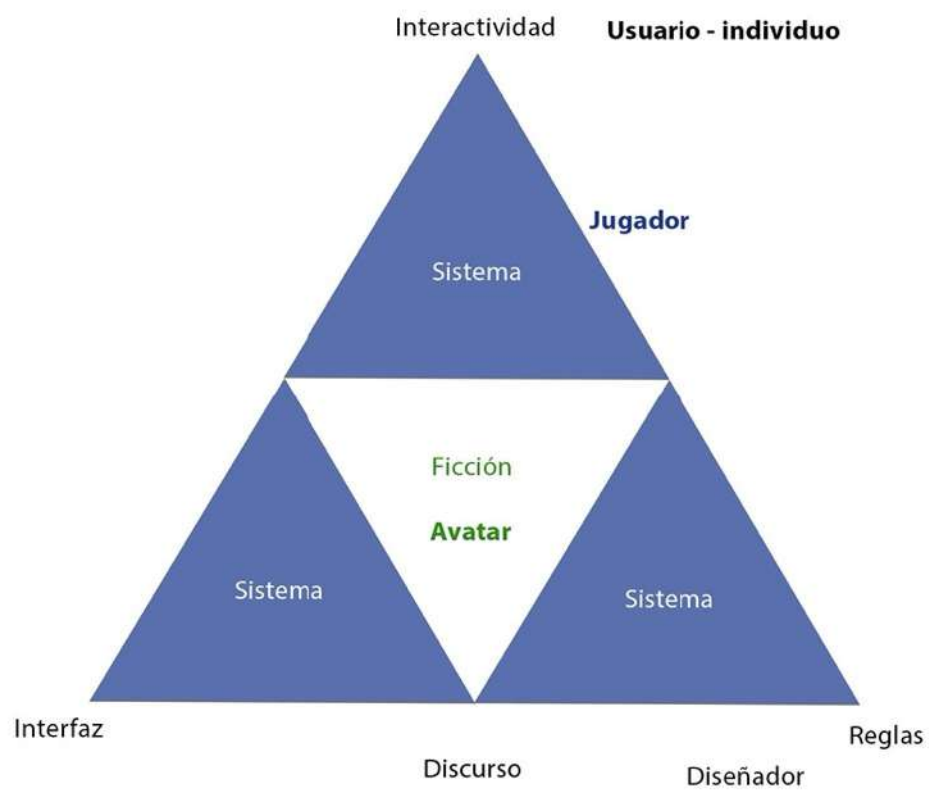 Interactividad
Usuario - individuo
Jugador
Sistema
Ficción
Avatar
Sistema
Sistema
Interfaz
Reglas
Discurso
Diseñador